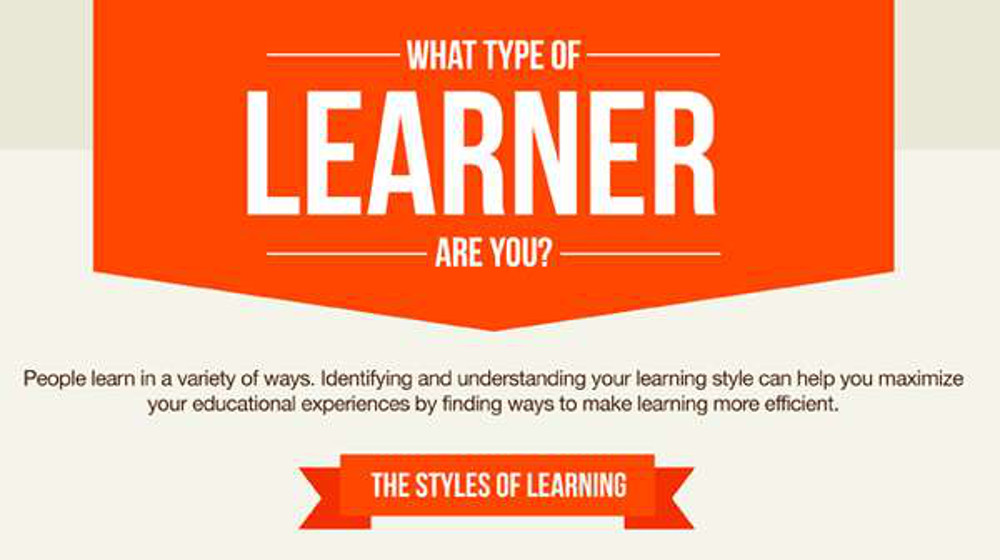 WHAT TYPE OF
LEARNER
ARE YOU?
People learn in a variety of ways. Identifying and understanding your learning style can help you maximize
your educational experiences by finding ways to make learning more efficient.
THE STYLES OF LEARNING